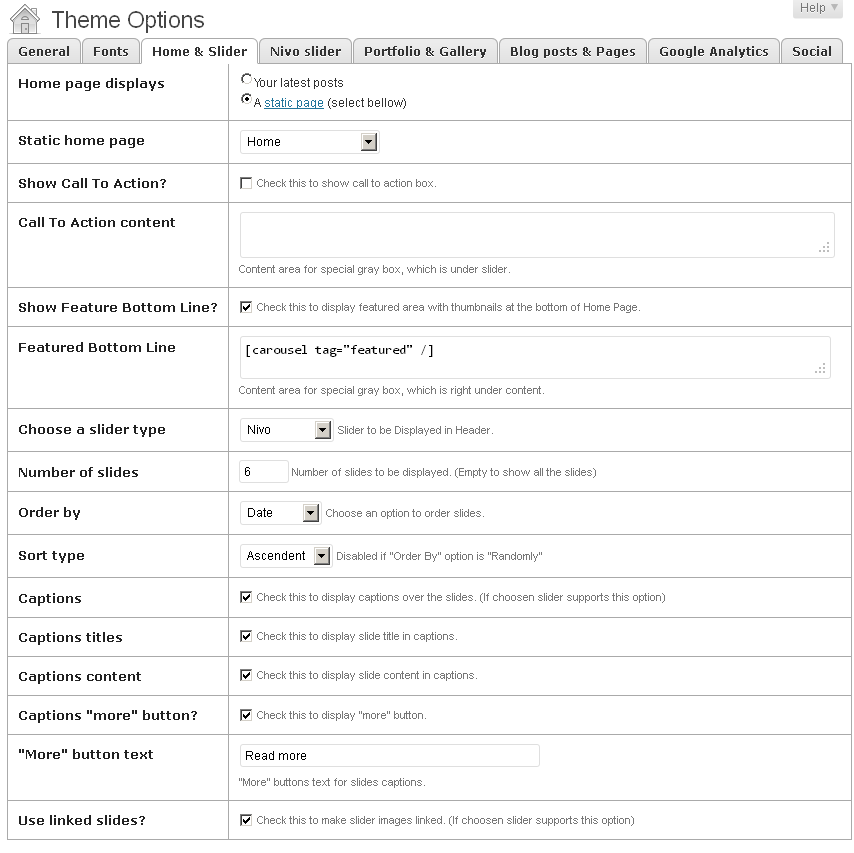 Help
Theme Options
General Fonts Home & Slider Nivo slider Portfolio & Gallery Blog posts & Pages Google Analytics Social
Home page displays
Your latest posts
A static page (select bellow)
Static home page
Home
Show Call To Action?
Check this to show call to action box.
Call To Action content
Content area for special gray box, which is under slider.
Show Feature Bottom Line?
Check this to display featured area with thumbnails at the bottom of Home Page.
Featured Bottom Line
[carousel tag="featured" /]
Content area for special gray box, which is right under content.
Choose a slider type
Nivo
Slider to be Displayed in Header.
Number of slides
6
Number of slides to be displayed. (Empty to show all the slides)
Order by
Date
Choose an option to order slides.
Sort type
Ascendent
Disabled if "Order By" option is "Randomly"
Captions
Check this to display captions over the slides. (If choosen slider supports this option)
Captions titles
Check this to display slide title in captions.
Captions content
Check this to display slide content in captions.
Captions "more" button?
Check this to display "more" button.
"More" button text
Read more
"More" buttons text for slides captions.
Use linked slides?
Check this to make slider images linked. (If choosen slider supports this option)